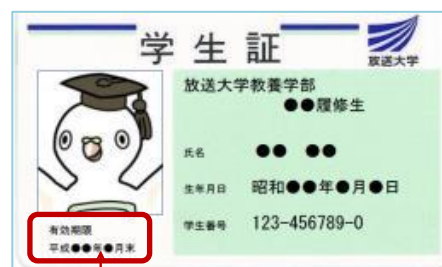 学生証
放送大学
放送大学教養学部
●●履修生
氏名 ●● ●●
生年月日 昭和●●年●月●日
学生番号 123-456789-0
有効期限
平成●●年●月末